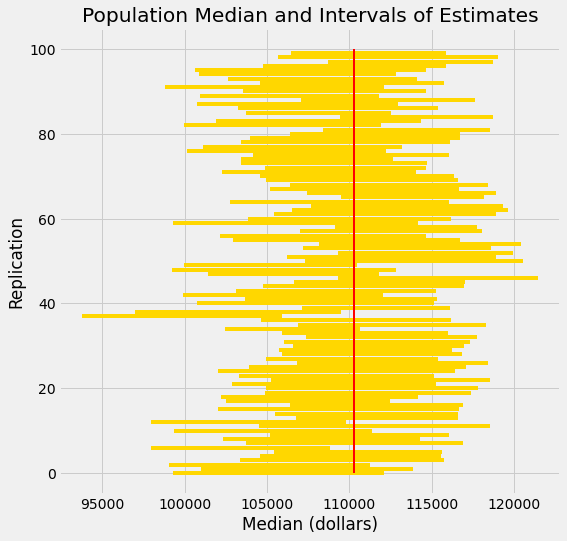 Population Median and Intervals of Estimates
100
80
60
40
20
0
Replication
95000 100000 105000 110000 115000 120000
Median (dollars)